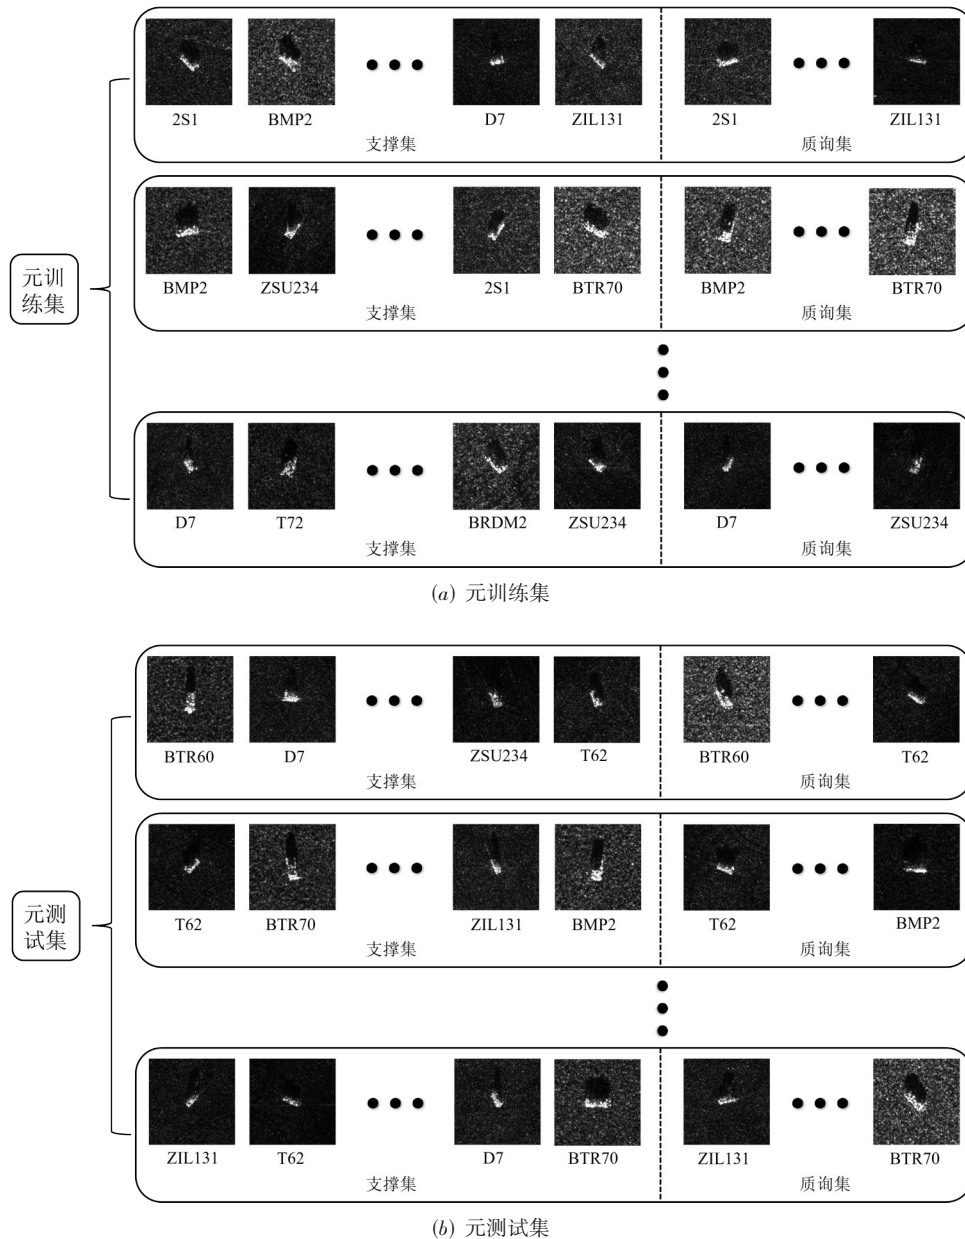 2S1 BMP2 D7 ZIL131 2S1 ZIL131
支撑集 质询集
元训
练集
BMP2 ZSU234 2S1 BTR70 BMP2 BTR70
支撑集 质询集
D7 T72 BRDM2 ZSU234 D7 ZSU234
支撑集 质询集
(a) 元训练集
BTR60 D7 ZSU234 T62 BTR60 T62
支撑集 质询集
元测
试集
T62 BTR70 ZIL131 BMP2 T62 BMP2
支撑集 质询集
ZIL131 T62 D7 BTR70 ZIL131 BTR70
支撑集 质询集
(b) 元测试集